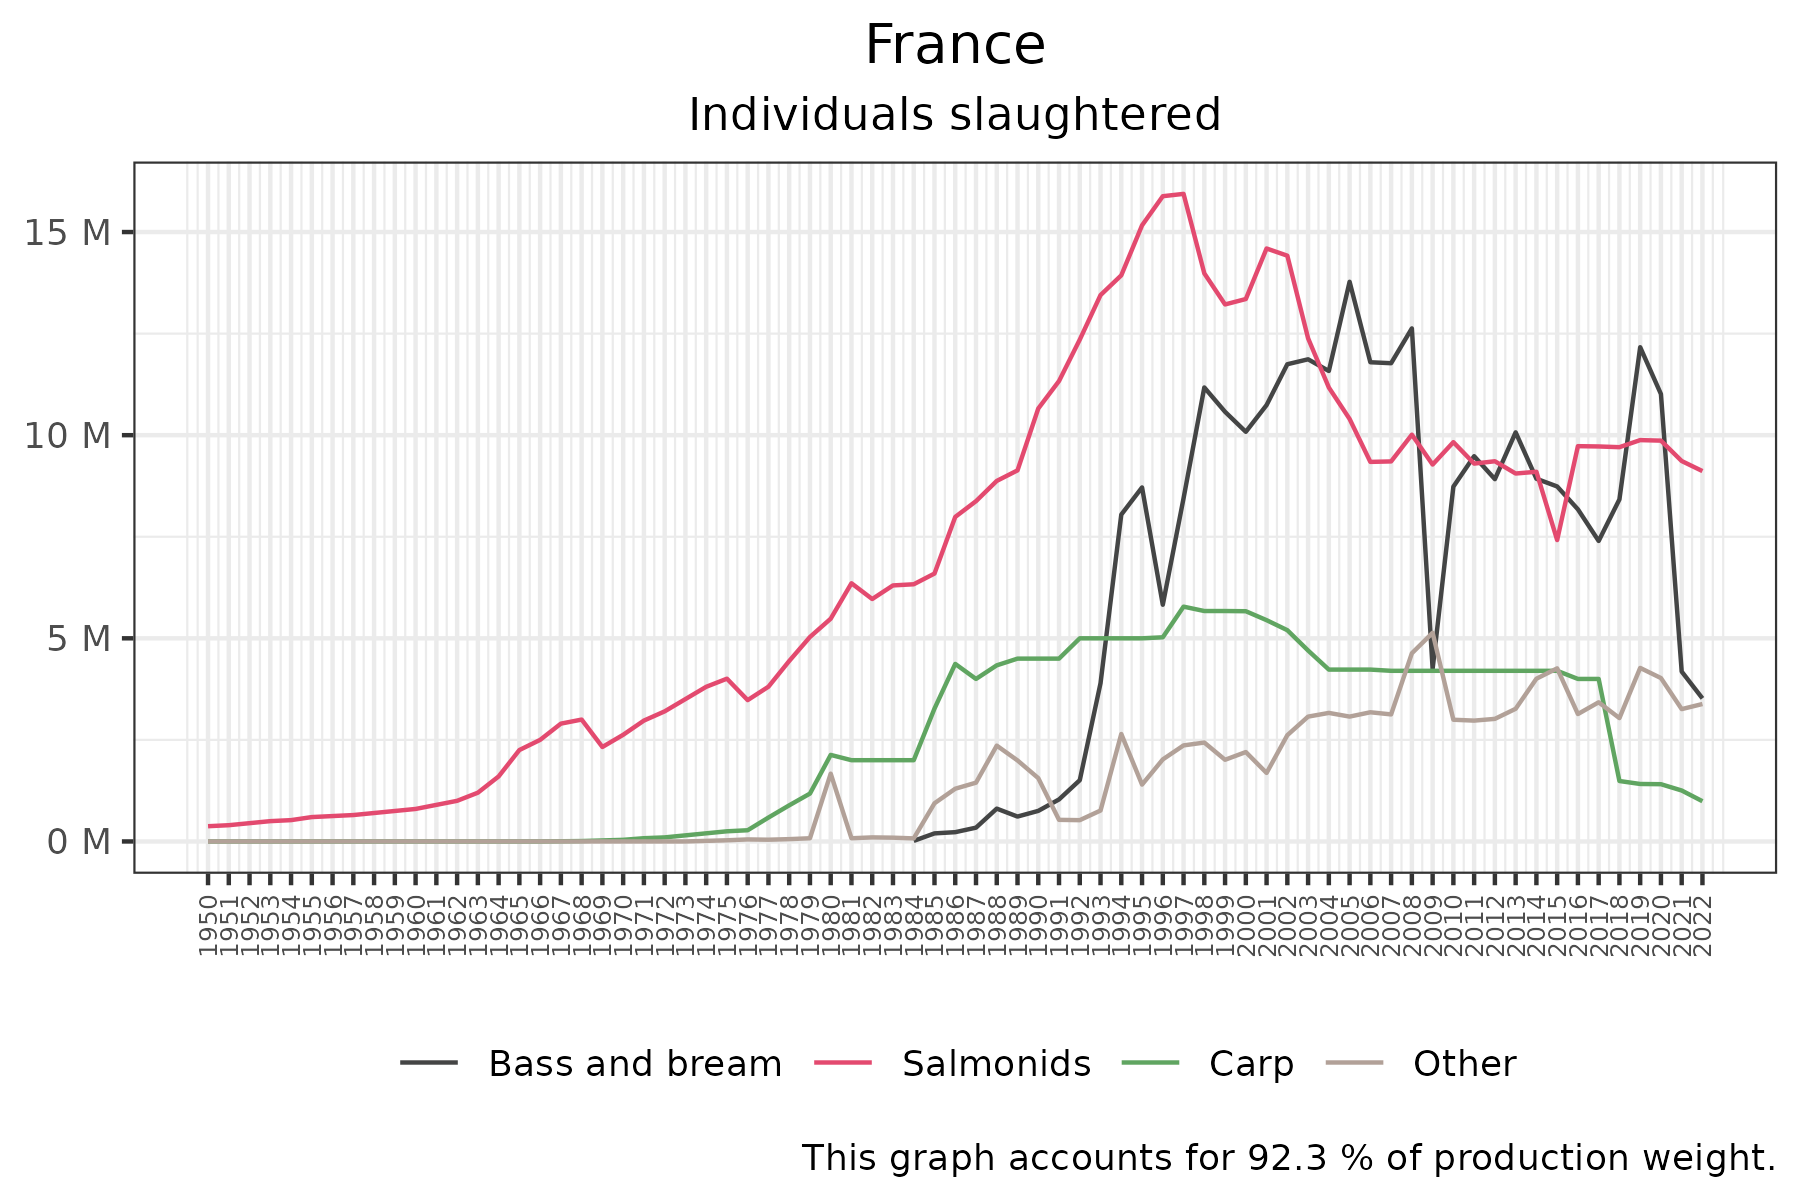 France
Individuals slaughtered
15 M
10 M
5 M
0 M
1950 1951 1952 1953 1954 1955 1956 1957 1958 1959 1960 1961 1962 1963 1964 1965 1966 1967 1968 1969 1970 1971 1972 1973 1974 1975 1976 1977 1978 1979 1980 1981 1982 1983 1984 1985 1986 1987 1988 1989 1990 1991 1992 1993 1994 1995 1996 1997 1998 1999 2000 2001 2002 2003 2004 2005 2006 2007 2008 2009 2010 2011 2012 2013 2014 2015 2016 2017 2018 2019 2020 2021 2022
Bass and bream Salmonids Carp Other
This graph accounts for 92.3 % of production weight.